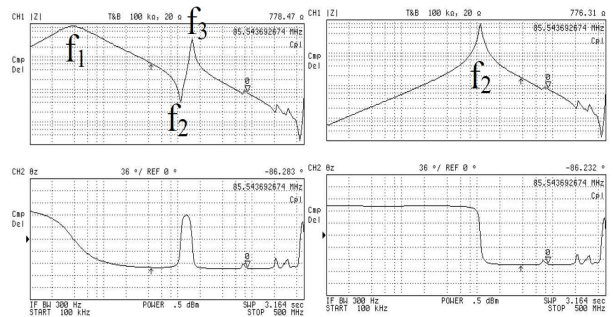 CH1 |Z| T&B 100 kΩ, 20 Ω 778.47 Ω
85.543692674 MHz
Cpl
Cmp
Del
f1
f3
f2
0
CH2 θz 36 °/ REF 0 ° -86.283 °
85.543692674 MHz
Cpl
Cmp
Del
0
IF BW 300 Hz POWER .5 dBm SWP 3.164 sec
START 100 kHz STOP 500 MHz
CH1 |Z| T&B 100 kΩ, 20 Ω 776.31 Ω
85.543692674 MHz
Cpl
Cmp
Del
f2
0
CH2 θz 36 °/ REF 0 ° -86.232 °
85.543692674 MHz
Cpl
Cmp
Del
0
IF BW 300 Hz POWER .5 dBm SWP 3.164 sec
START 100 kHz STOP 500 MHz